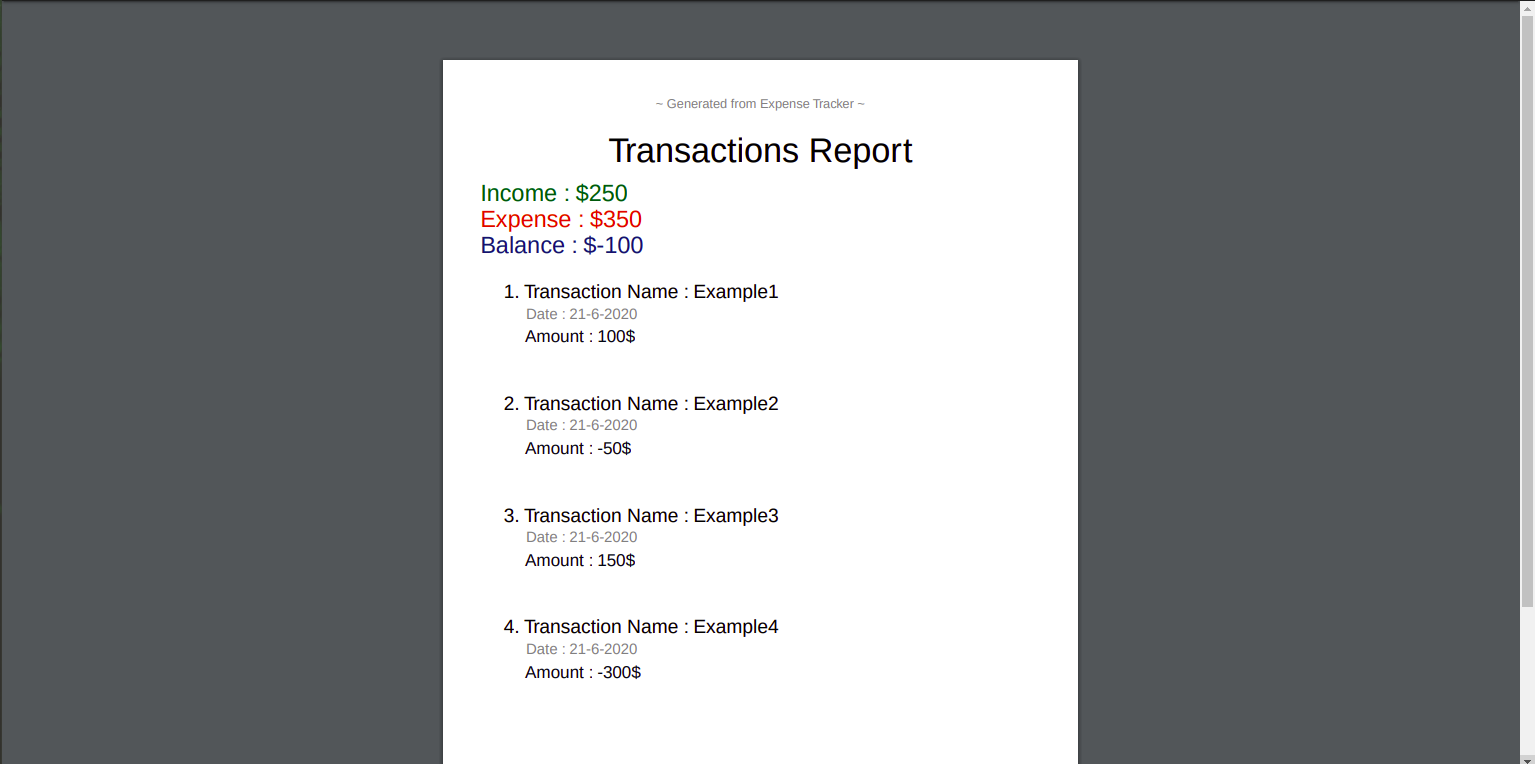 ~ Generated from Expense Tracker ~
Transactions Report
Income : $250
Expense : $350
Balance : $-100
1. Transaction Name : Example1
Date : 21-6-2020
Amount : 100$
2. Transaction Name : Example2
Date : 21-6-2020
Amount : -50$
3. Transaction Name : Example3
Date : 21-6-2020
Amount : 150$
4. Transaction Name : Example4
Date : 21-6-2020
Amount : -300$